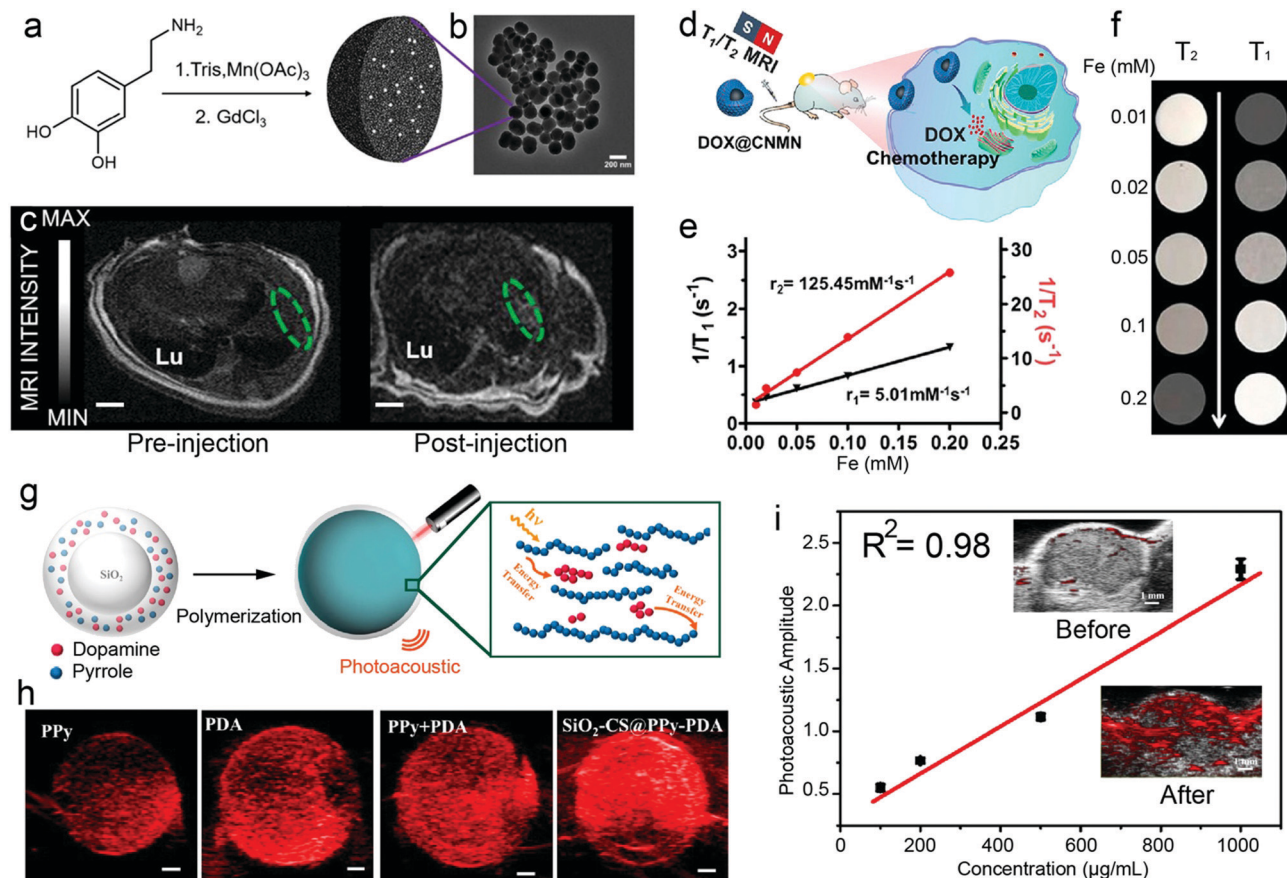 a
NH₂
HO
OH
1.Tris,Mn(OAc)₃
2. GdCl₃
b
200 nm
c
MAX
MRI INTENSITY
MIN
Lu
Lu
Pre-injection
Post-injection
d
S N
T₁/T₂ MRI
DOX@CNMN
DOX
Chemotherapy
e
1/T₁ (s⁻¹)
3
2
1
0
r₂= 125.45mM⁻¹s⁻¹
r₁= 5.01mM⁻¹s⁻¹
30
20
10
0
1/T₂ (s⁻¹)
0.00 0.05 0.10 0.15 0.20 0.25
Fe (mM)
f
T₂ T₁
Fe (mM)
0.01
0.02
0.05
0.1
0.2
g
SiO₂
Polymerization
Dopamine
Pyrrole
Photoacoustic
hν
Energy
Transfer
Energy
Transfer
h
PPy
PDA
PPy+PDA
SiO₂-CS@PPy-PDA
i
R²= 0.98
Photoacoustic Amplitude
2.5
2.0
1.5
1.0
0.5
1 mm
Before
1 mm
After
0 200 400 600 800 1000
Concentration (µg/mL)